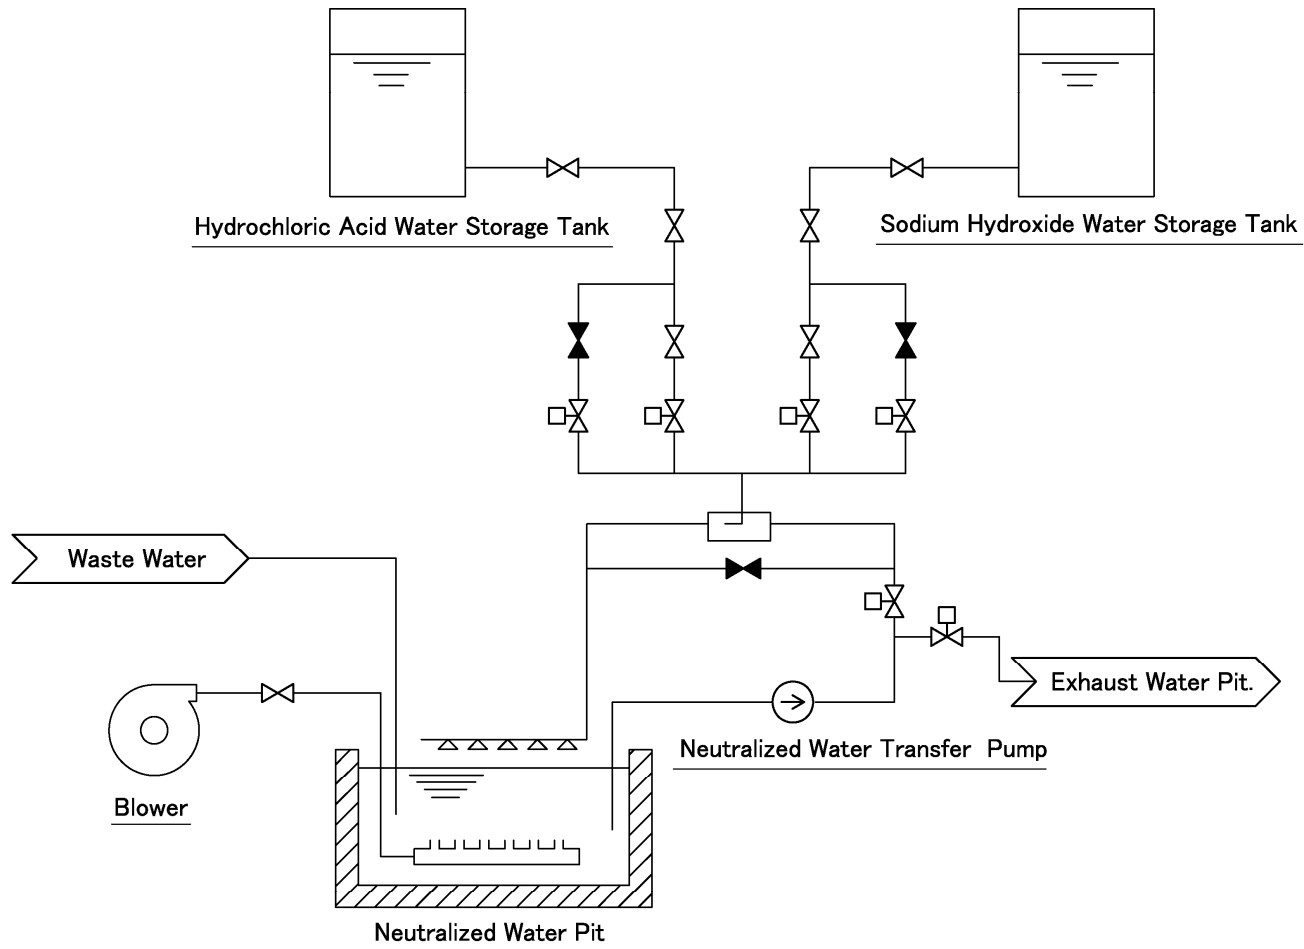 Hydrochloric Acid Water Storage Tank
Sodium Hydroxide Water Storage Tank
Waste Water
Exhaust Water Pit.
Neutralized Water Transfer Pump
Blower
Neutralized Water Pit